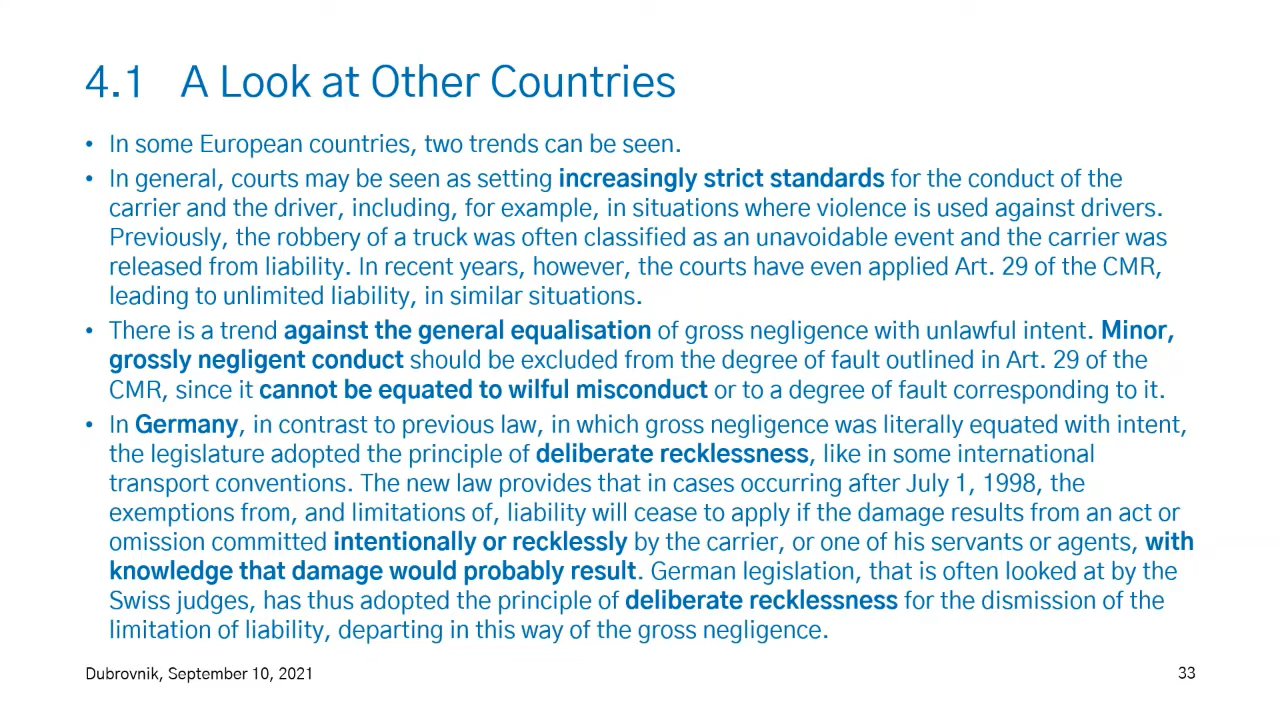 4.1 A Look at Other Countries
• In some European countries, two trends can be seen.
• In general, courts may be seen as setting increasingly strict standards for the conduct of the
carrier and the driver, including, for example, in situations where violence is used against drivers.
Previously, the robbery of a truck was often classified as an unavoidable event and the carrier was
released from liability. In recent years, however, the courts have even applied Art. 29 of the CMR,
leading to unlimited liability, in similar situations.
• There is a trend against the general equalisation of gross negligence with unlawful intent. Minor,
grossly negligent conduct should be excluded from the degree of fault outlined in Art. 29 of the
CMR, since it cannot be equated to wilful misconduct or to a degree of fault corresponding to it.
• In Germany, in contrast to previous law, in which gross negligence was literally equated with intent,
the legislature adopted the principle of deliberate recklessness, like in some international
transport conventions. The new law provides that in cases occurring after July 1, 1998, the
exemptions from, and limitations of, liability will cease to apply if the damage results from an act or
omission committed intentionally or recklessly by the carrier, or one of his servants or agents, with
knowledge that damage would probably result. German legislation, that is often looked at by the
Swiss judges, has thus adopted the principle of deliberate recklessness for the dismission of the
limitation of liability, departing in this way of the gross negligence.
Dubrovnik, September 10, 2021
33